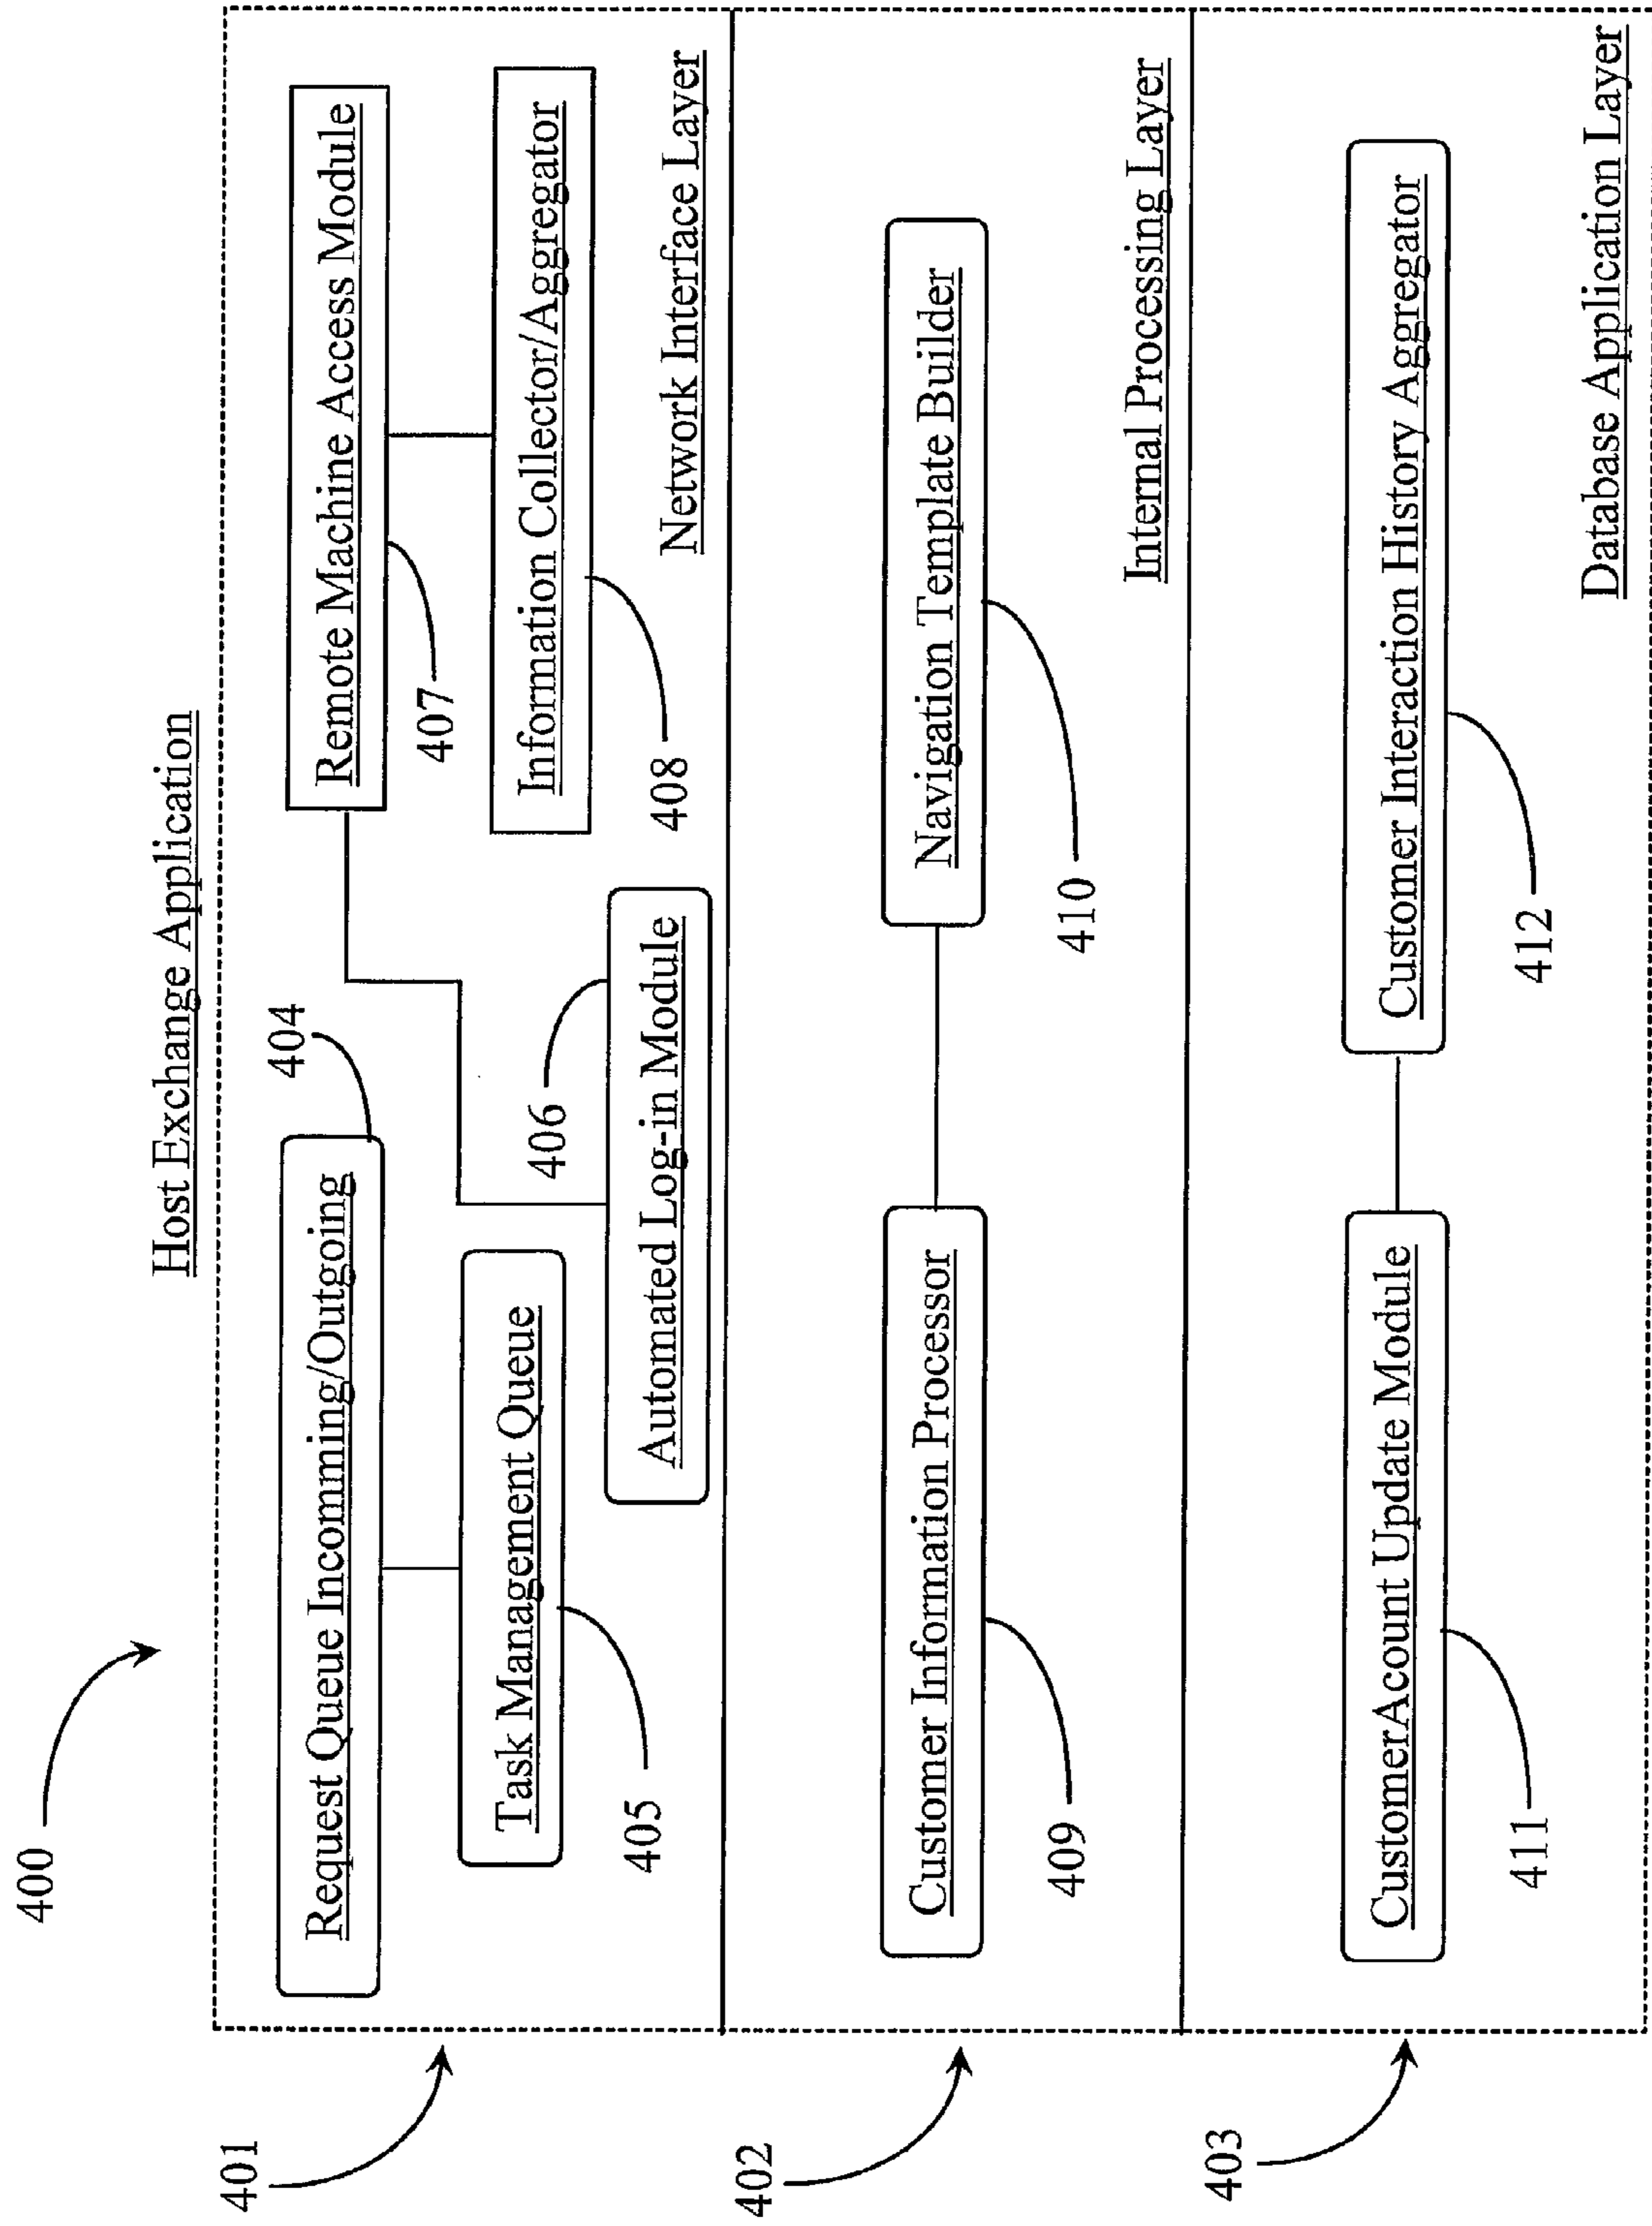 400
Host Exchange Application
401
Request Queue Incomming/Outgoing
404
Remote Machine Access Module
407
Task Management Queue
405
Information Collector/Aggregator
408
406
Automated Log-in Module
Network Interface Layer
402
Customer Information Processor
409
Navigation Template Builder
410
Internal Processing Layer
403
CustomerAcount Update Module
411
Customer Interaction History Aggregator
412
Database Application Layer